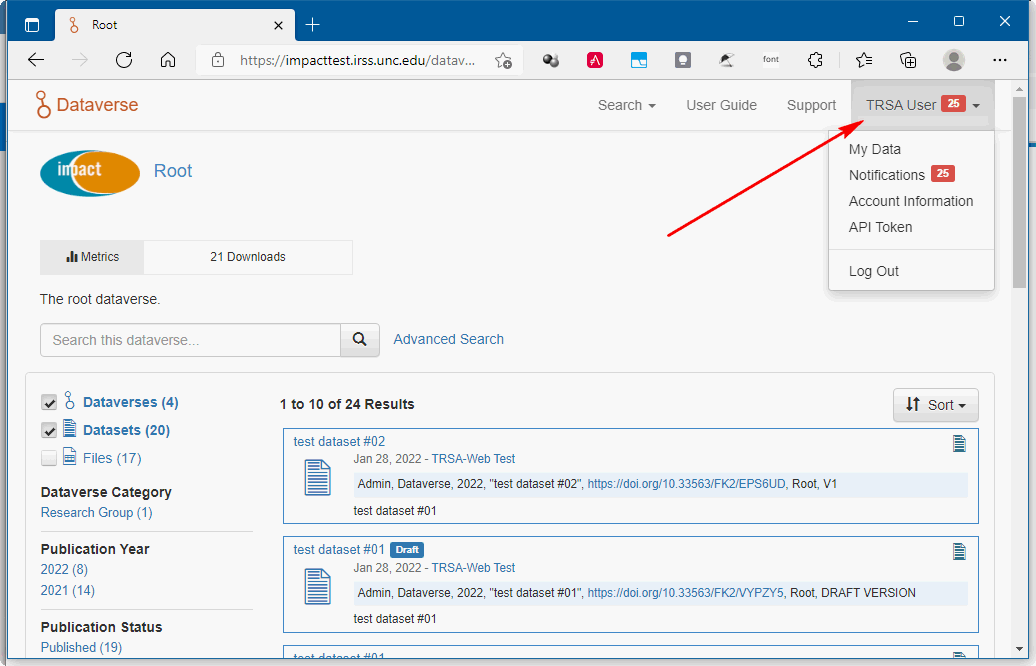 Root
https://impacttest.irss.unc.edu/datav...
font
Dataverse
Search
User Guide
Support
TRSA User 25
My Data
Notifications 25
Account Information
API Token
Log Out
impact
Root
Metrics
21 Downloads
The root dataverse.
Search this dataverse...
Advanced Search
Dataverses (4)
Datasets (20)
Files (17)
Dataverse Category
Research Group (1)
Publication Year
2022 (8)
2021 (14)
Publication Status
Published (19)
1 to 10 of 24 Results
Sort
test dataset #02
Jan 28, 2022 - TRSA-Web Test
Admin, Dataverse, 2022, "test dataset #02", https://doi.org/10.33563/FK2/EPS6UD, Root, V1
test dataset #01
test dataset #01 Draft
Jan 28, 2022 - TRSA-Web Test
Admin, Dataverse, 2022, "test dataset #01", https://doi.org/10.33563/FK2/VYPZY5, Root, DRAFT VERSION
test dataset #01
test dataset #01